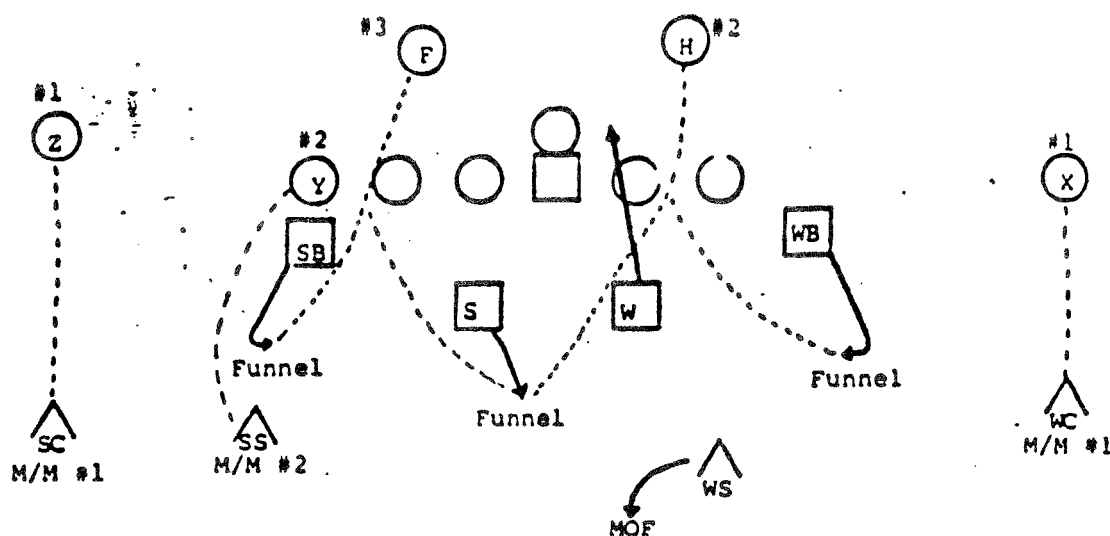 #3
F
H
#2
#1
Z
#2
Y
#1
X
SB
WB
S
W
Funnel
Funnel
Funnel
SC
M/M #1
SS
M/M #2
WC
M/M #1
WS
MOF